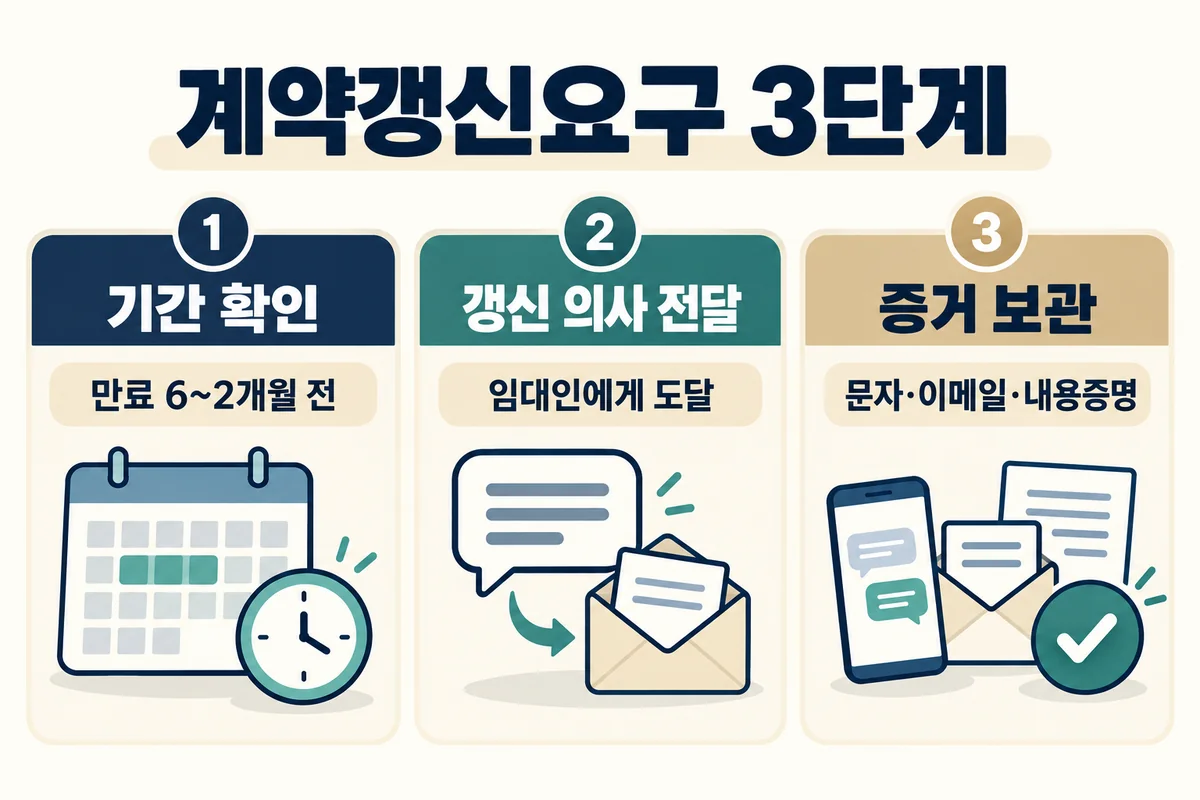 계약갱신요구 3단계
1
기간 확인
만료 6~2개월 전
2
갱신 의사 전달
임대인에게 도달
3
증거 보관
문자·이메일·내용증명